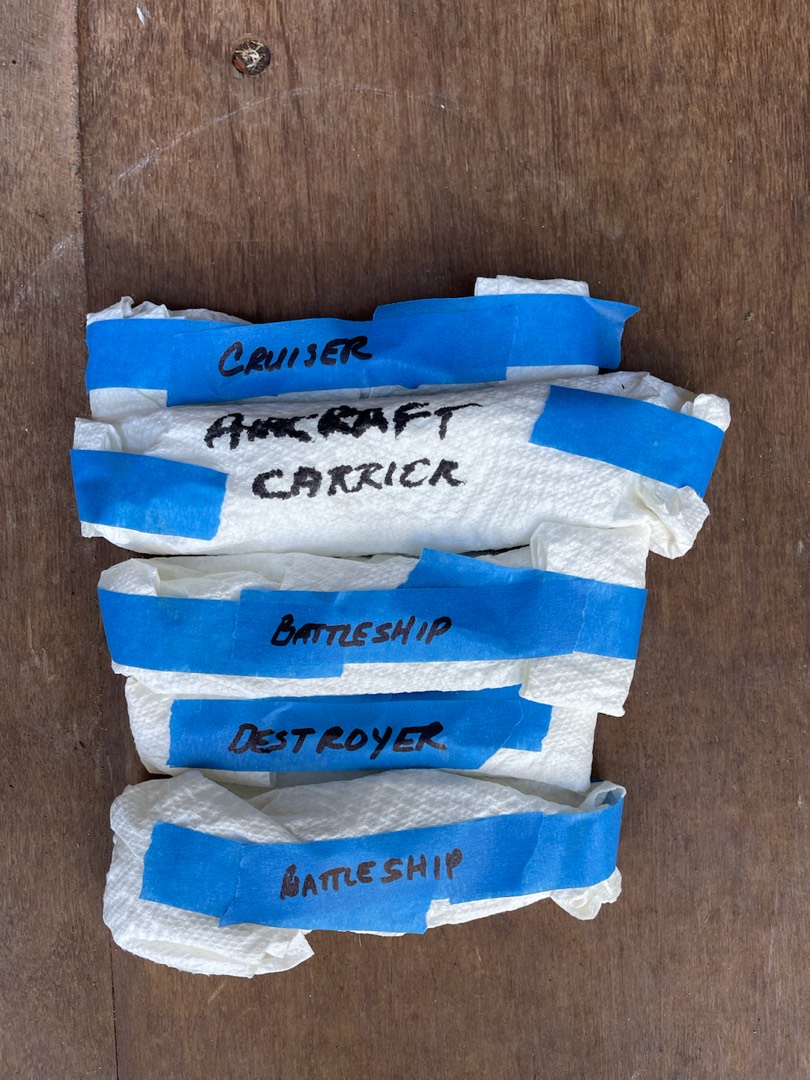 CRUISER
AIRCRAFT
CARRIER
BATTLESHIP
DESTROYER
BATTLESHIP